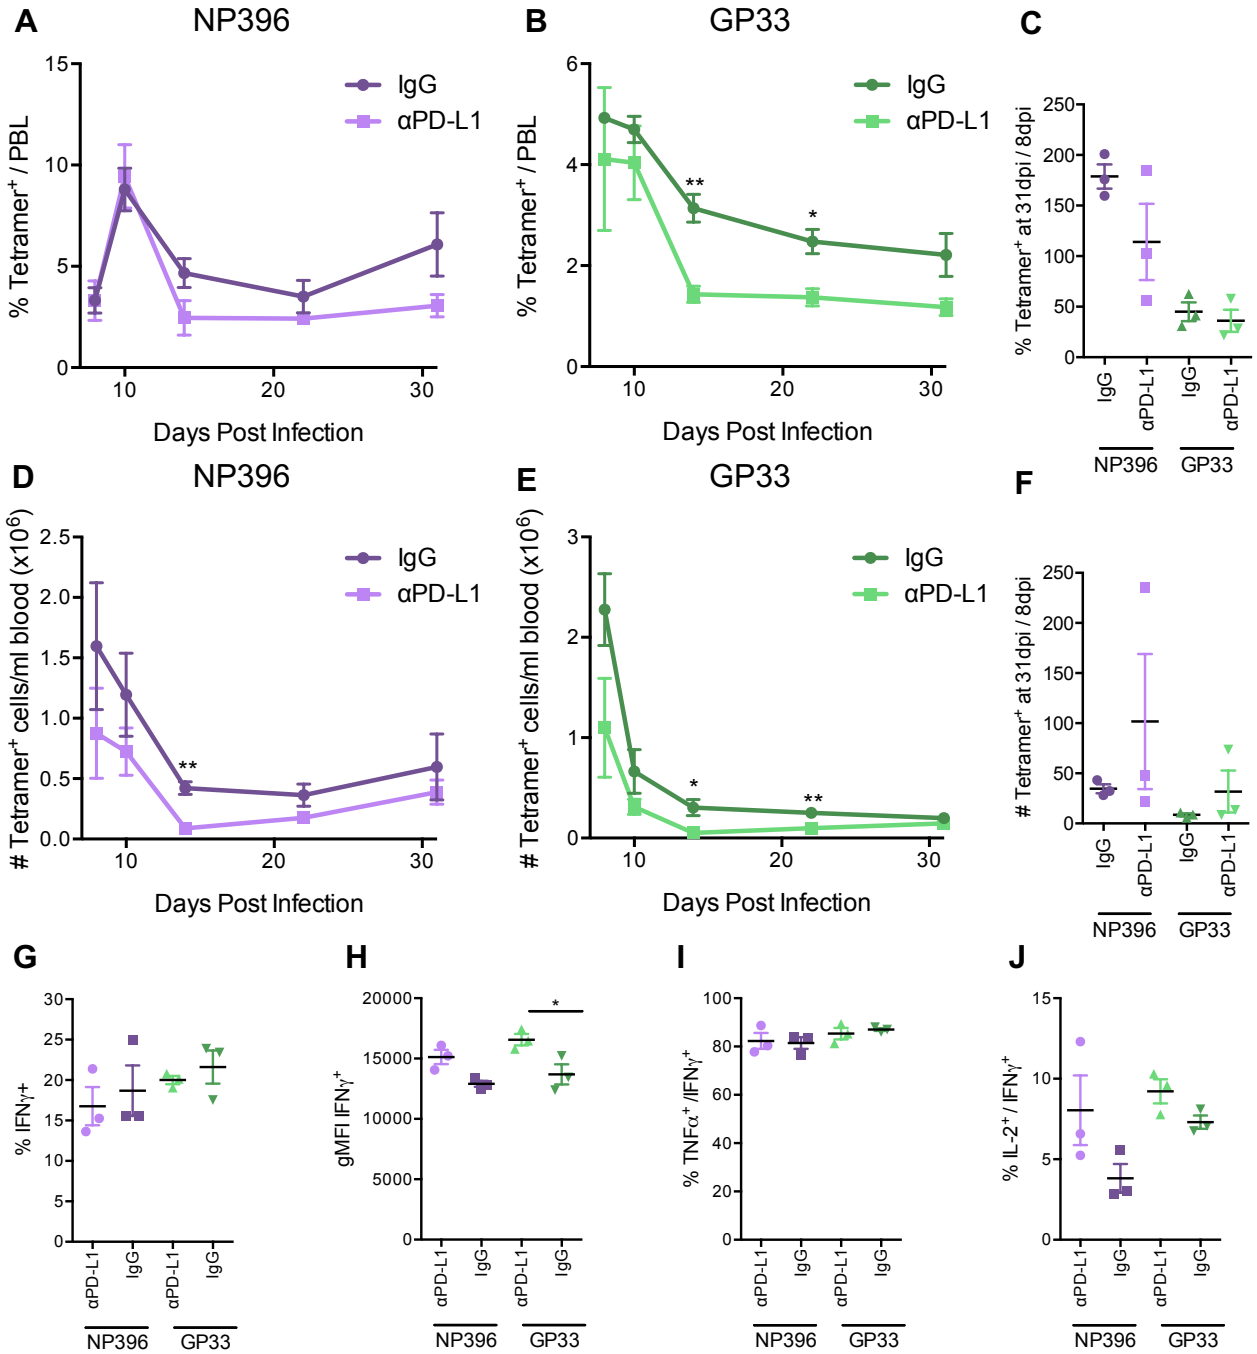 A
NP396
15
10
5
0
10
20
30
% Tetramer⁺ / PBL
Days Post Infection
IgG
αPD-L1
B
GP33
6
4
2
0
10
20
30
% Tetramer⁺ / PBL
Days Post Infection
IgG
αPD-L1
**
*
C
250
200
150
100
50
0
% Tetramer⁺ at 31dpi / 8dpi
IgG
αPD-L1
IgG
αPD-L1
NP396
GP33
D
NP396
2.5
2.0
1.5
1.0
0.5
0.0
10
20
30
# Tetramer⁺ cells/ml blood (x10⁶)
Days Post Infection
IgG
αPD-L1
**
E
GP33
3
2
1
0
10
20
30
# Tetramer⁺ cells/ml blood (x10⁶)
Days Post Infection
IgG
αPD-L1
*
**
F
250
200
150
100
50
0
# Tetramer⁺ at 31dpi / 8dpi
IgG
αPD-L1
IgG
αPD-L1
NP396
GP33
G
30
25
20
15
10
5
0
% IFNγ+
αPD-L1
IgG
αPD-L1
IgG
NP396
GP33
H
20000
15000
10000
5000
0
gMFI IFNγ⁺
*
αPD-L1
IgG
αPD-L1
IgG
NP396
GP33
I
100
80
60
40
20
0
% TNFα⁺ /IFNγ⁺
αPD-L1
IgG
αPD-L1
IgG
NP396
GP33
J
15
10
5
0
% IL-2⁺ / IFNγ⁺
αPD-L1
IgG
αPD-L1
IgG
NP396
GP33